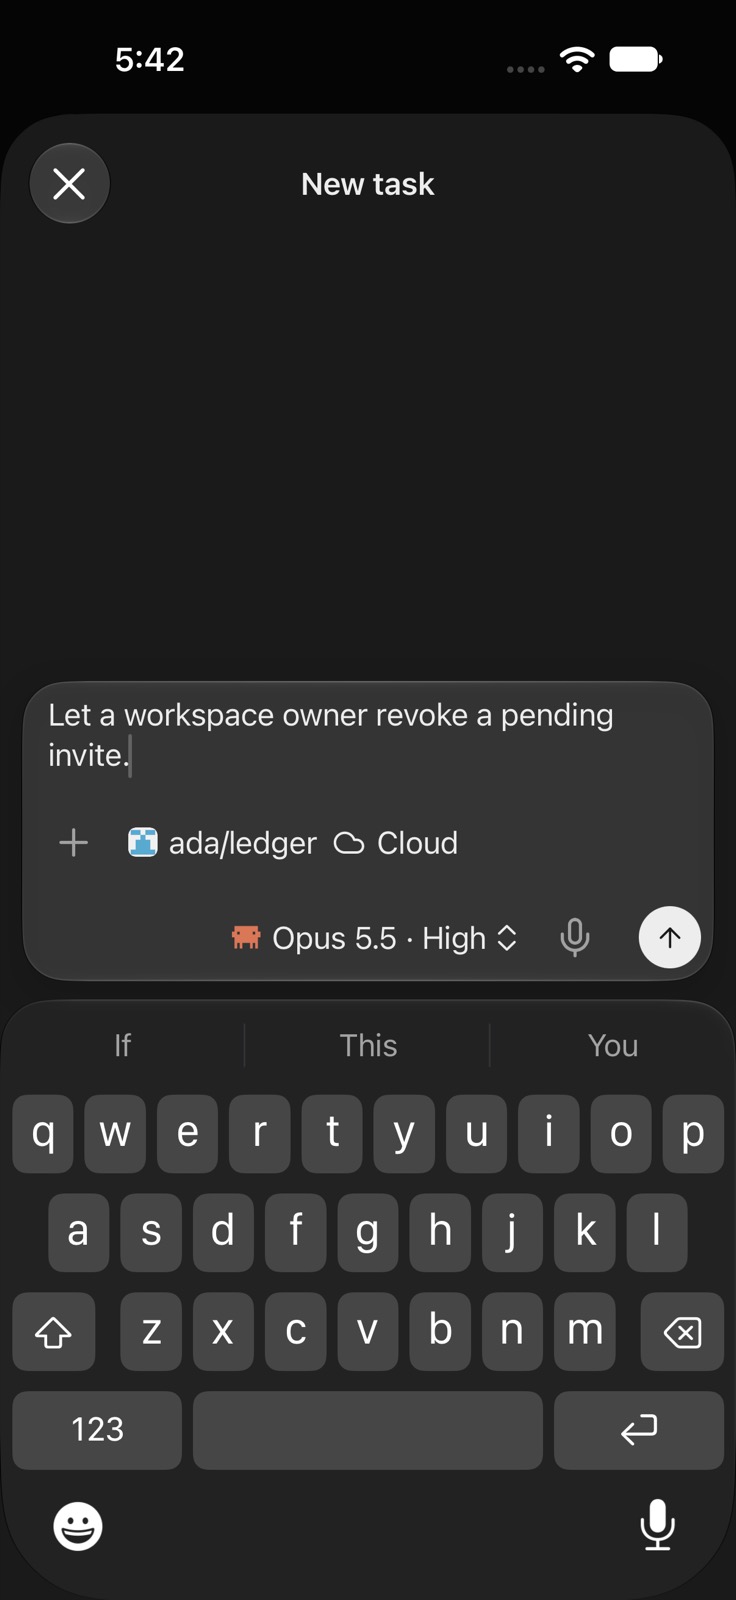 5:42
New task
Let a workspace owner revoke a pending
invite.
ada/ledger Cloud
Opus 5.5 · High
If This You
q w e r t y u i o p
a s d f g h j k l
z x c v b n m
123